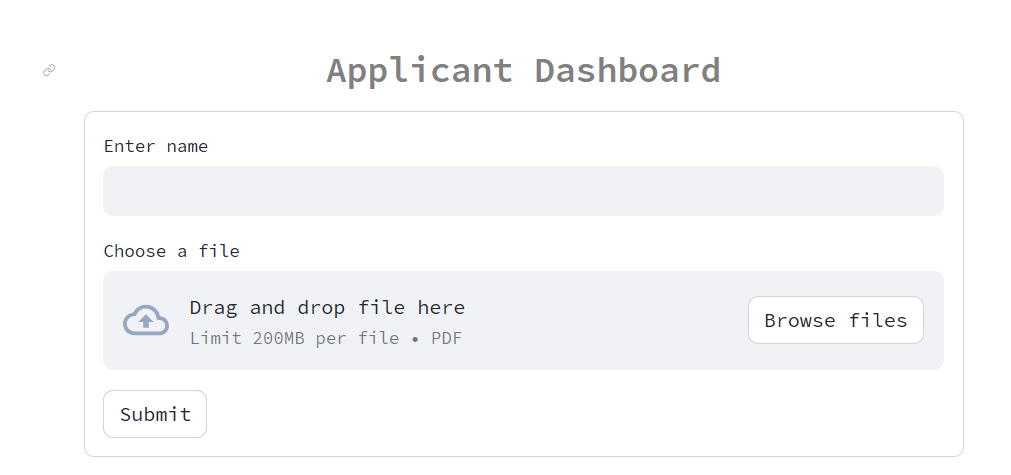 Applicant Dashboard
Enter name
Choose a file
Drag and drop file here
Limit 200MB per file • PDF
Browse files
Submit